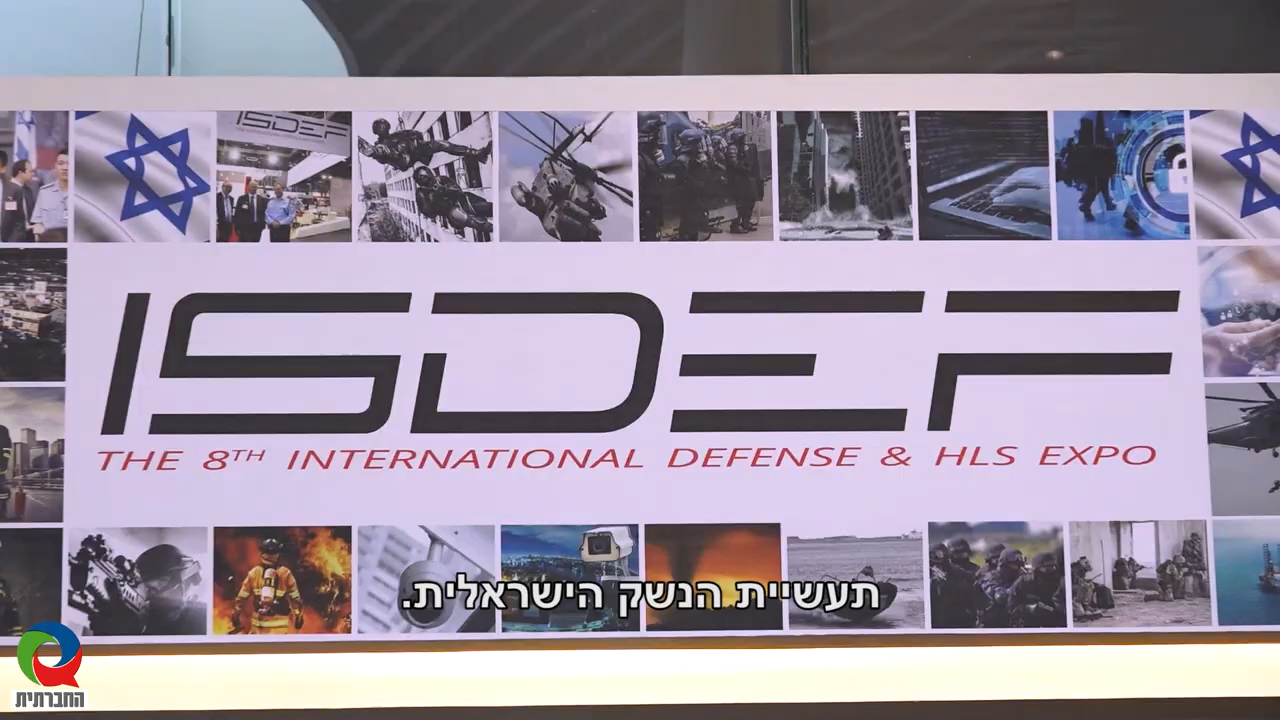 ISDEF
ISDEF
THE 8TH INTERNATIONAL DEFENSE & HLS EXPO
תעשיית הנשק הישראלית.
החברתית